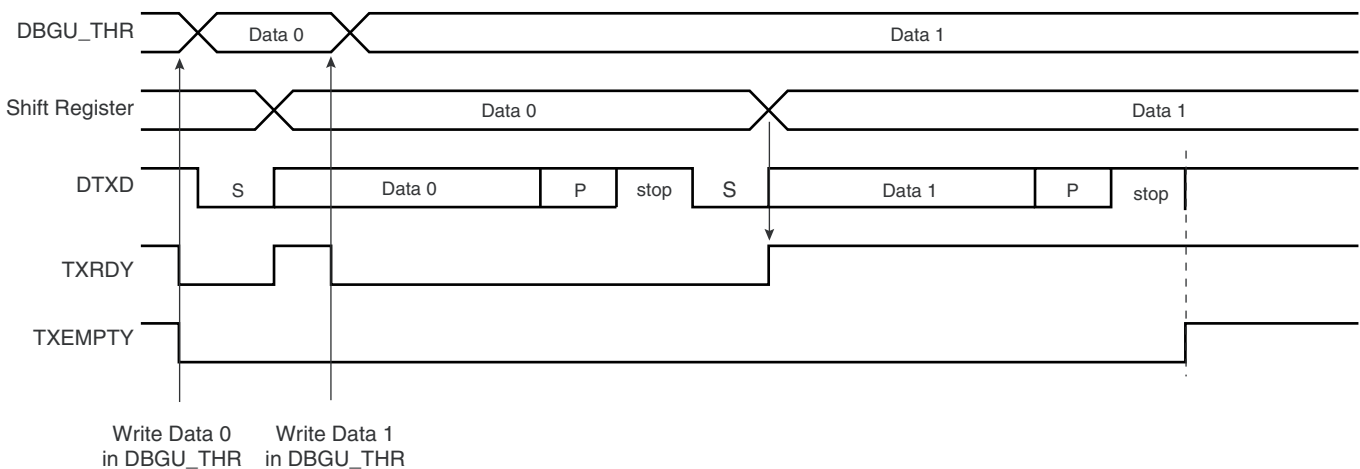 DBGU_THR Data 0 Data 1
Shift Register Data 0 Data 1
DTXD S Data 0 P stop S Data 1 P stop
TXRDY
TXEMPTY
Write Data 0
in DBGU_THR
Write Data 1
in DBGU_THR